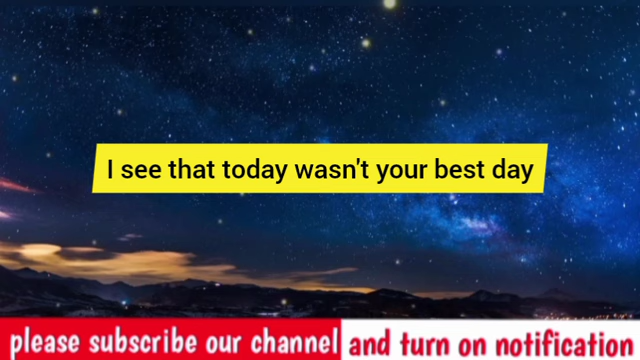 I see that today wasn't your best day
please subscribe our channel and turn on notification